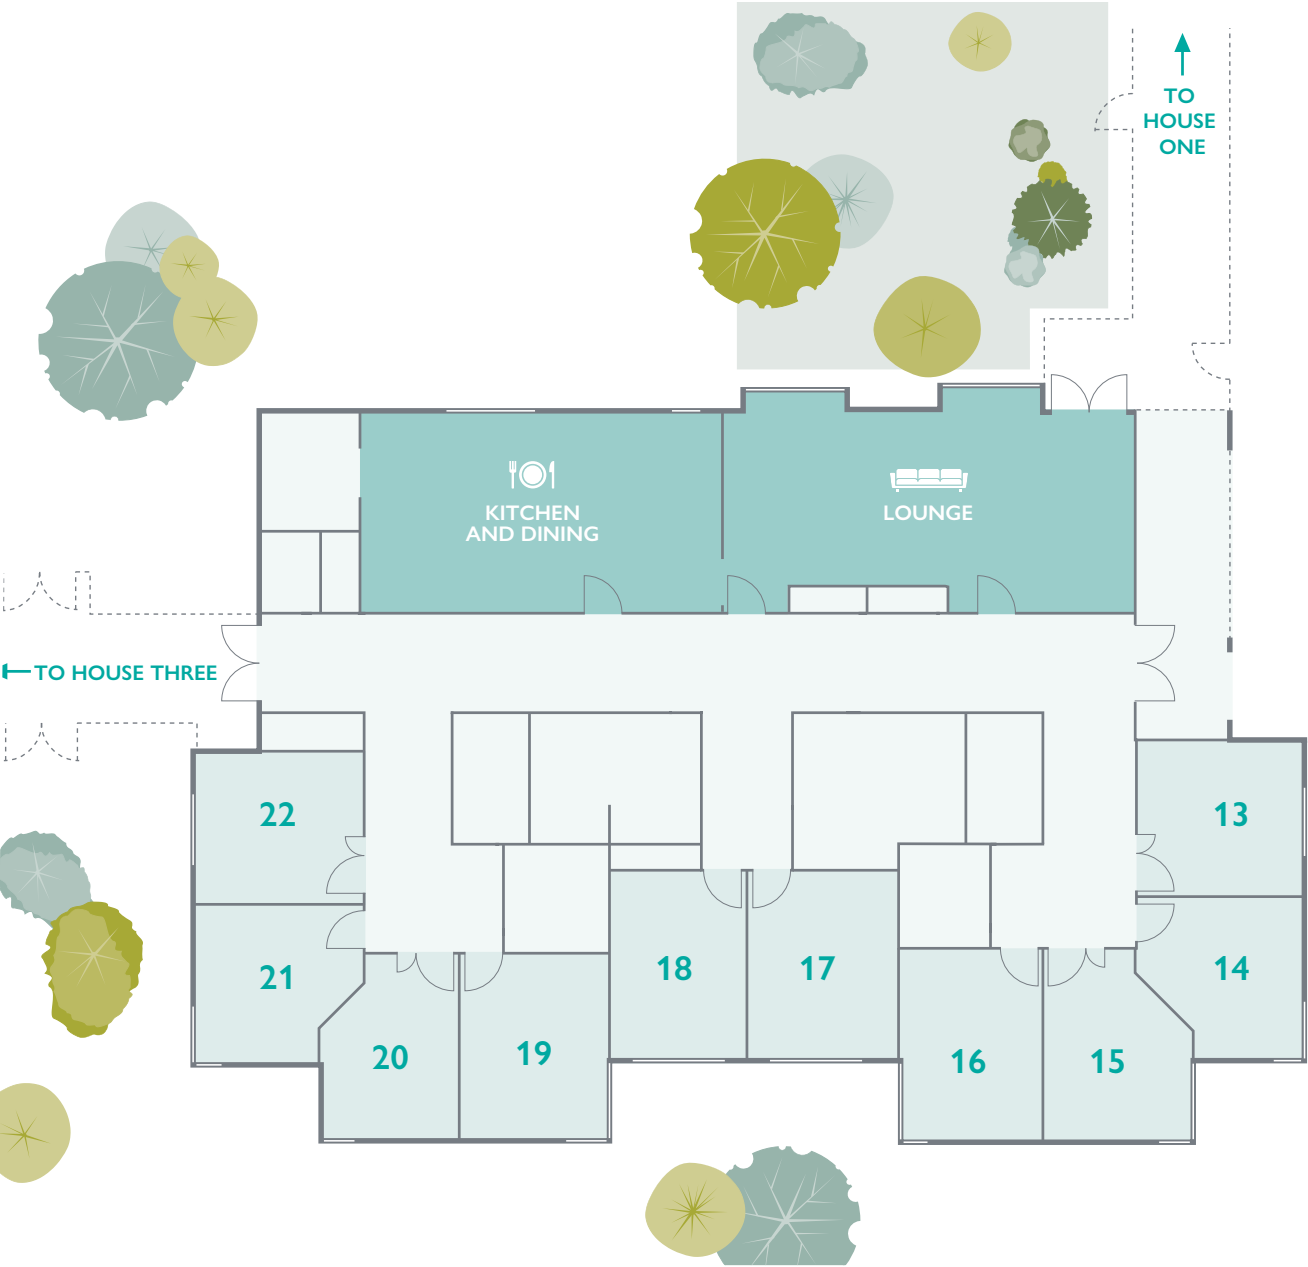 TO
HOUSE
ONE
KITCHEN
AND DINING
LOUNGE
TO HOUSE THREE
22
13
21
18
17
14
20
19
16
15